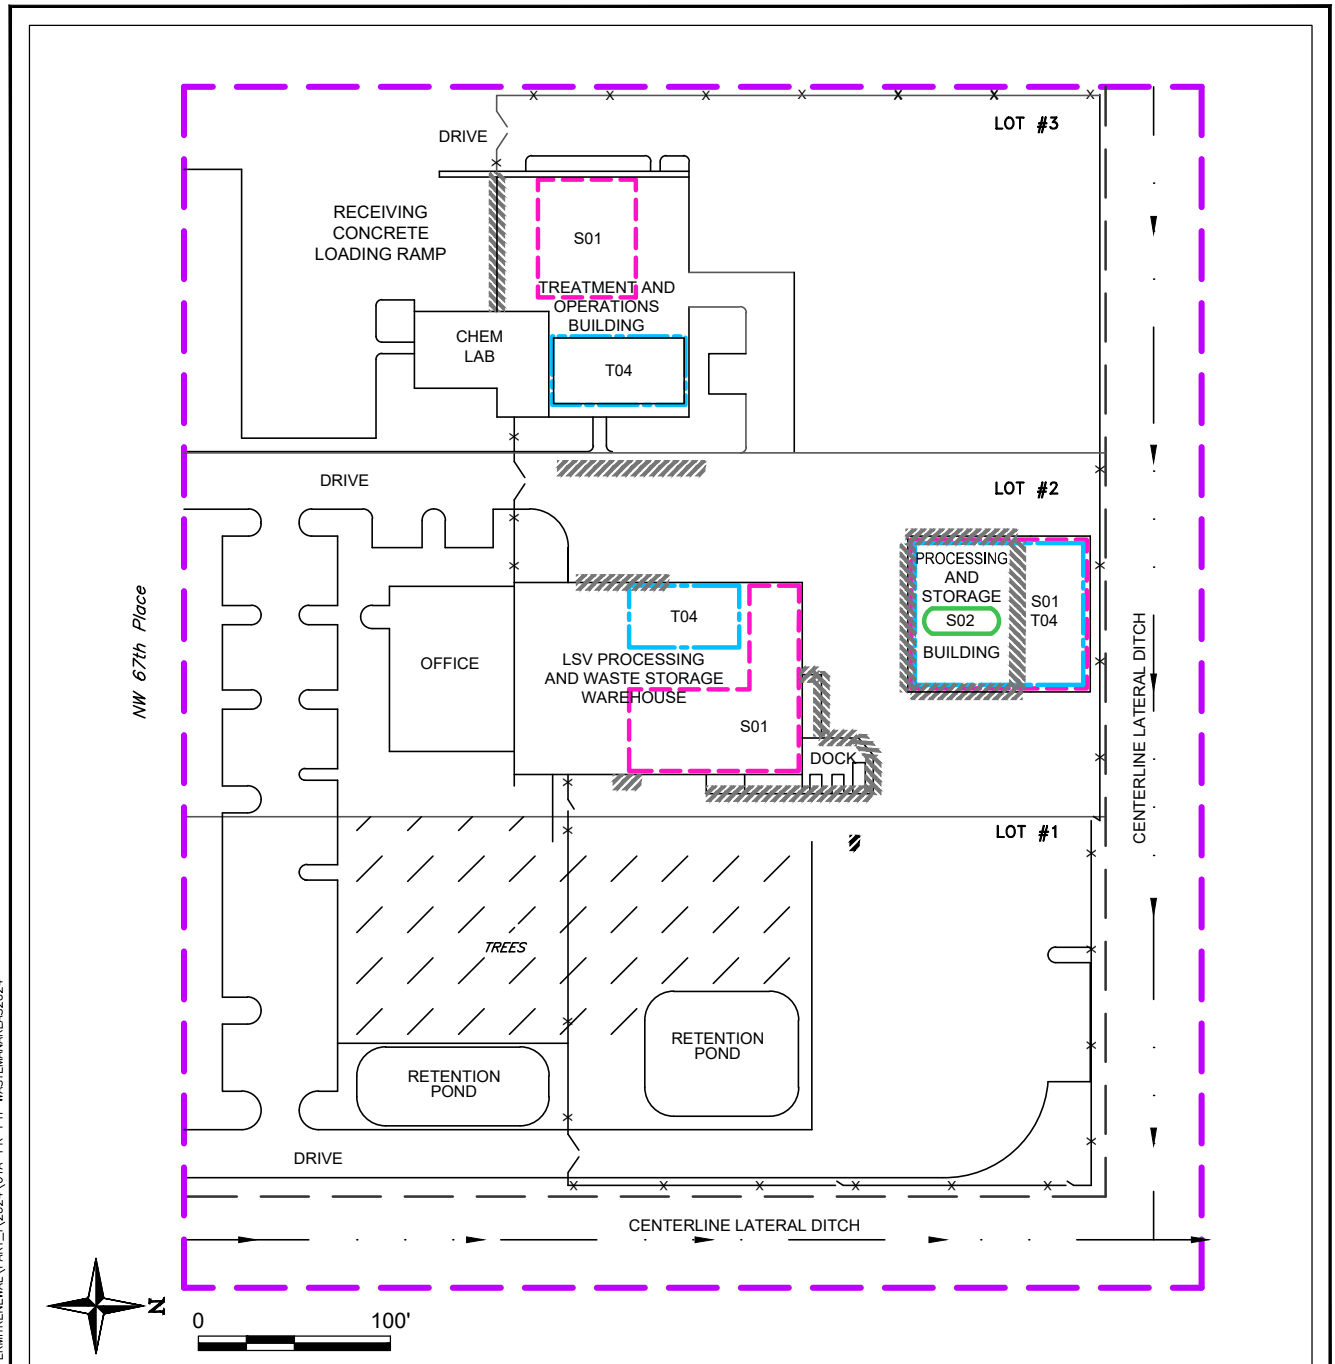 LOT #3
DRIVE
RECEIVING
CONCRETE
LOADING RAMP
S01
TREATMENT AND
OPERATIONS
BUILDING
CHEM
LAB
T04
DRIVE
LOT #2
PROCESSING
AND
STORAGE
S02
BUILDING
S01
T04
NW 67th Place
OFFICE
T04
LSV PROCESSING
AND WASTE STORAGE
WAREHOUSE
S01
DOCK
CENTERLINE LATERAL DITCH
LOT #1
TREES
RETENTION
POND
RETENTION
POND
DRIVE
CENTERLINE LATERAL DITCH
N
0 100'